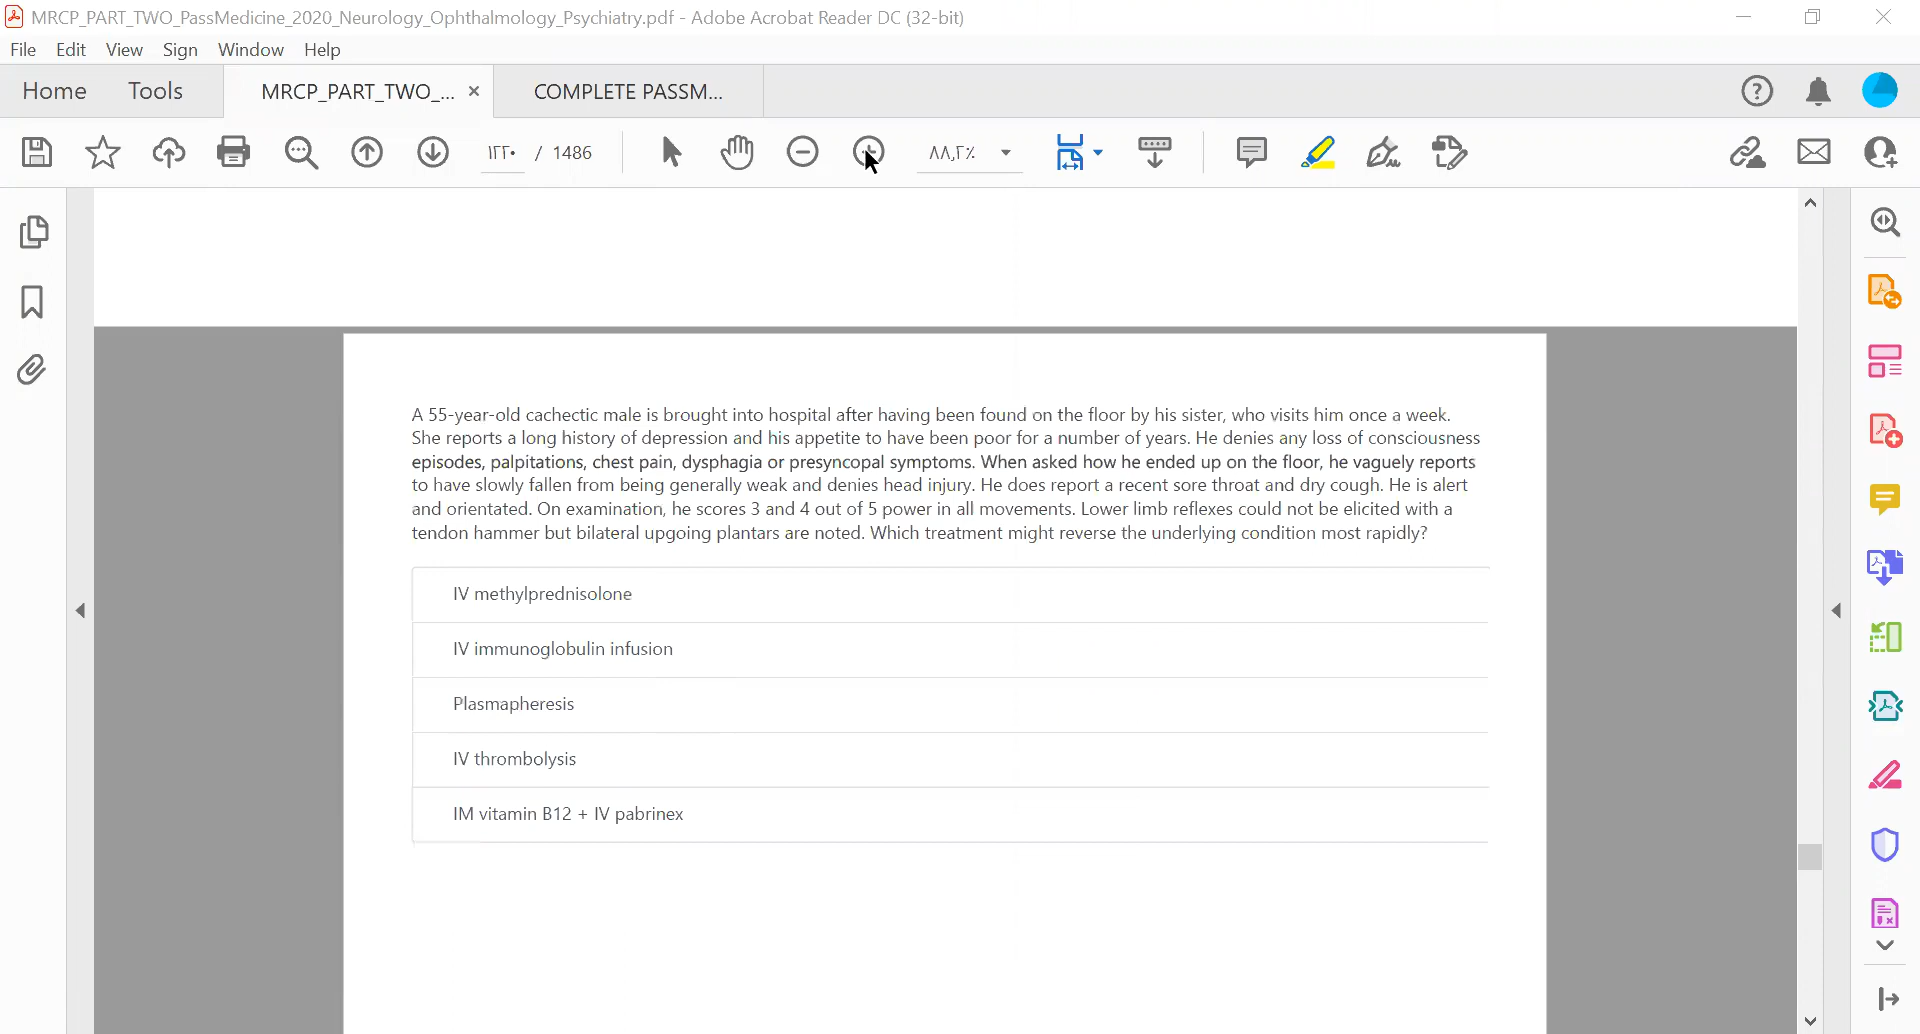 MRCP_PART_TWO_PassMedicine_2020_Neurology_Ophthalmology_Psychiatry.pdf - Adobe Acrobat Reader DC (32-bit)
File Edit View Sign Window Help
Home Tools MRCP_PART_TWO_... × COMPLETE PASSM...
١٣٣٠ / 1486 ٨٨,٢٪
A 55-year-old cachectic male is brought into hospital after having been found on the floor by his sister, who visits him once a week.
She reports a long history of depression and his appetite to have been poor for a number of years. He denies any loss of consciousness
episodes, palpitations, chest pain, dysphagia or presyncopal symptoms. When asked how he ended up on the floor, he vaguely reports
to have slowly fallen from being generally weak and denies head injury. He does report a recent sore throat and dry cough. He is alert
and orientated. On examination, he scores 3 and 4 out of 5 power in all movements. Lower limb reflexes could not be elicited with a
tendon hammer but bilateral upgoing plantars are noted. Which treatment might reverse the underlying condition most rapidly?
IV methylprednisolone
IV immunoglobulin infusion
Plasmapheresis
IV thrombolysis
IM vitamin B12 + IV pabrinex